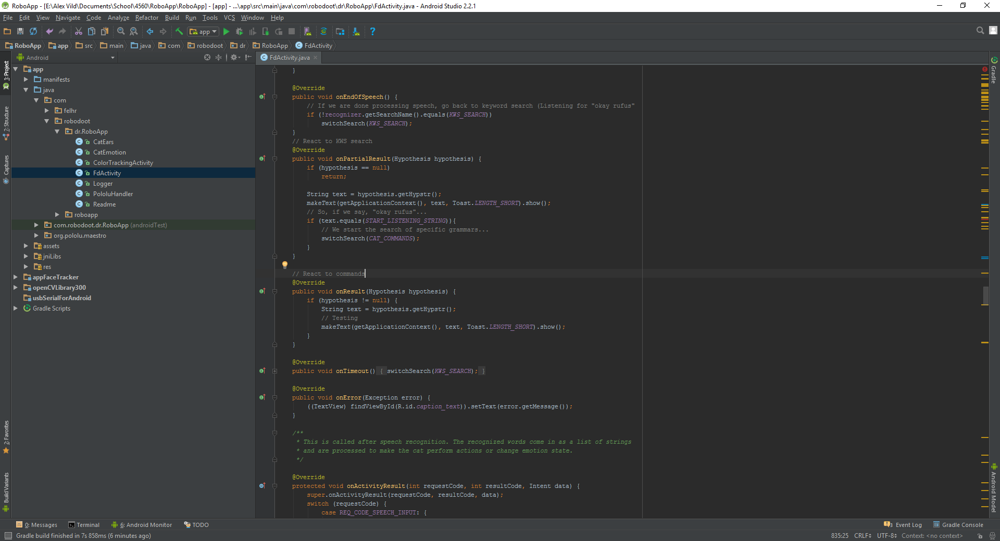 RoboApp - [E:\Alex Vild\Documents\School\4560\RoboApp\RoboApp] - [app] - ...\app\src\main\java\com\robodoot\dr\RoboApp\FdActivity.java - Android Studio 2.2.1
File Edit View Navigate Code Analyze Refactor Build Run Tools VCS Window Help
app
RoboApp app src main java com robodoot dr RoboApp FdActivity
Android
FdActivity.java
1: Project
7: Structure
Captures
2: Favorites
Build Variants
app
manifests
java
com
felhr
robodoot
dr.RoboApp
CatEars
CatEmotion
ColorTrackingActivity
FdActivity
Logger
PololuHandler
Readme
roboapp
com.robodoot.dr.RoboApp (androidTest)
org.pololu.maestro
assets
jniLibs
res
appFaceTracker
openCVLibrary300
usbSerialForAndroid
Gradle Scripts
}
@Override
public void onEndOfSpeech() {
// If we are done processing speech, go back to keyword search (Listening for "okay rufus"
if (!recognizer.getSearchName().equals(KWS_SEARCH))
switchSearch(KWS_SEARCH);
}
// React to KWS search
@Override
public void onPartialResult(Hypothesis hypothesis) {
if (hypothesis == null)
return;
String text = hypothesis.getHypstr();
makeText(getApplicationContext(), text, Toast.LENGTH_SHORT).show();
// So, if we say, "okay rufus"...
if (text.equals(START_LISTENING_STRING)){
// We start the search of specific grammars...
switchSearch(CAT_COMMANDS);
}
}
// React to commands
@Override
public void onResult(Hypothesis hypothesis) {
if (hypothesis != null) {
String text = hypothesis.getHypstr();
// Testing
makeText(getApplicationContext(), text, Toast.LENGTH_SHORT).show();
}
}
@Override
public void onTimeout() { switchSearch(KWS_SEARCH); }
@Override
public void onError(Exception error) {
((TextView) findViewById(R.id.caption_text)).setText(error.getMessage());
}
/**
* This is called after speech recognition. The recognized words come in as a list of strings
* and are processed to make the cat perform actions or change emotion state.
*/
@Override
protected void onActivityResult(int requestCode, int resultCode, Intent data) {
super.onActivityResult(requestCode, resultCode, data);
switch (requestCode) {
case REQ_CODE_SPEECH_INPUT: {
Gradle
Android Model
0: Messages Terminal 6: Android Monitor TODO
3 Event Log Gradle Console
Gradle build finished in 7s 858ms (6 minutes ago)
835:25 CRLF UTF-8 Context: <no context>